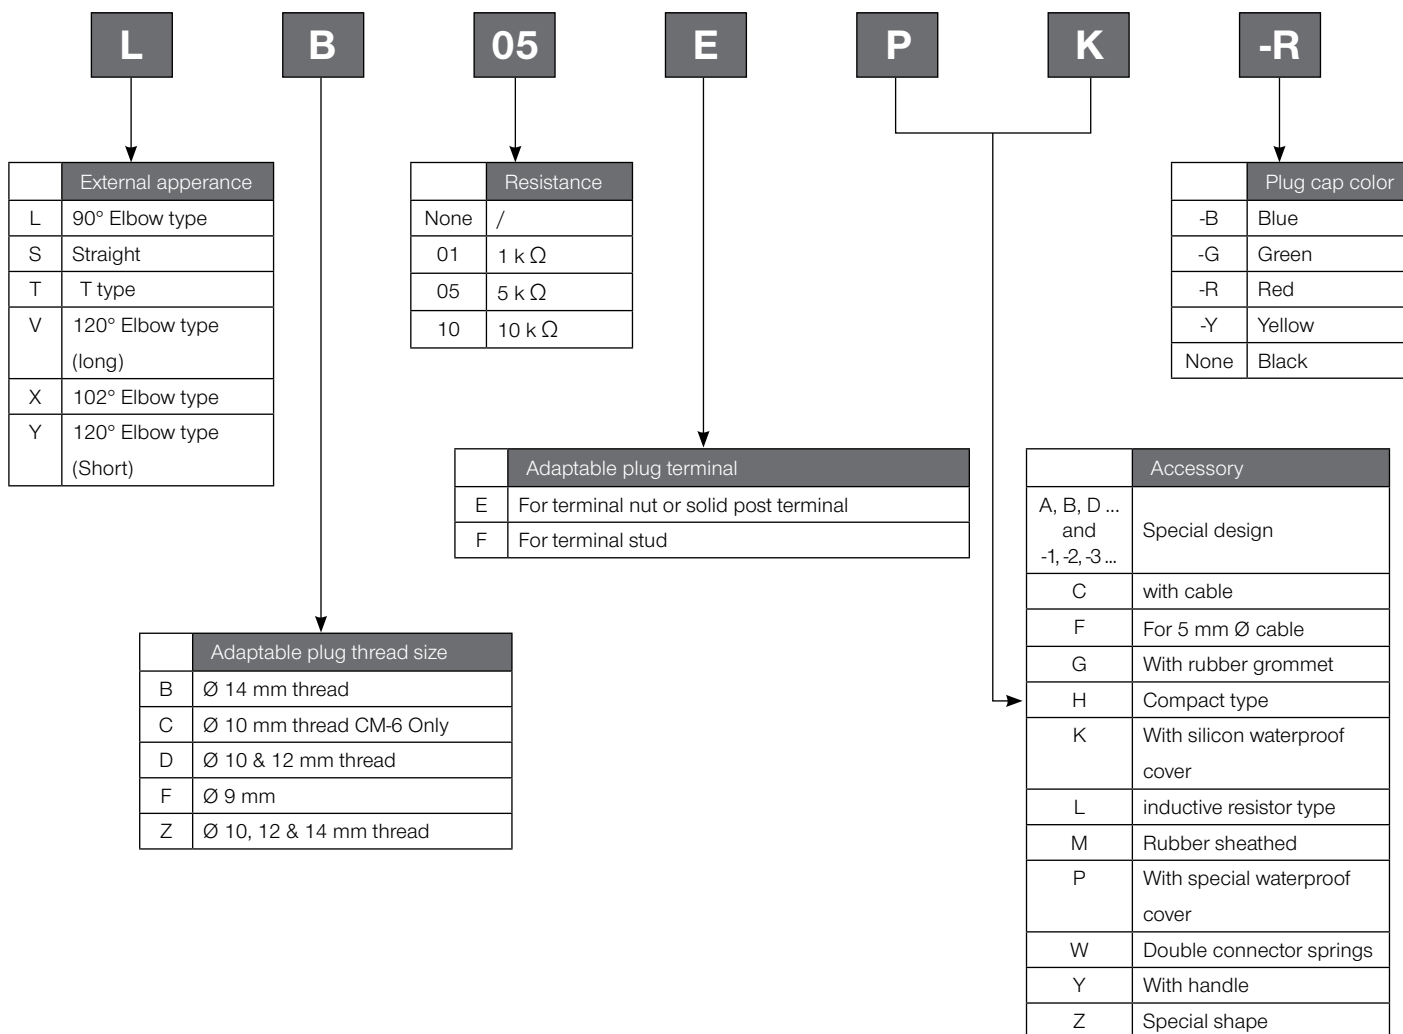 L B 05 E P K -R
External apperance
L 90° Elbow type
S Straight
T T type
V 120° Elbow type
(long)
X 102° Elbow type
Y 120° Elbow type
(Short)
Resistance
None /
01 1 k Ω
05 5 k Ω
10 10 k Ω
Plug cap color
-B Blue
-G Green
-R Red
-Y Yellow
None Black
Adaptable plug terminal
E For terminal nut or solid post terminal
F For terminal stud
Adaptable plug thread size
B Ø 14 mm thread
C Ø 10 mm thread CM-6 Only
D Ø 10 & 12 mm thread
F Ø 9 mm
Z Ø 10, 12 & 14 mm thread
Accessory
A, B, D ...
and
-1, -2, -3 ...
Special design
C with cable
F For 5 mm Ø cable
G With rubber grommet
H Compact type
K With silicon waterproof
cover
L inductive resistor type
M Rubber sheathed
P With special waterproof
cover
W Double connector springs
Y With handle
Z Special shape